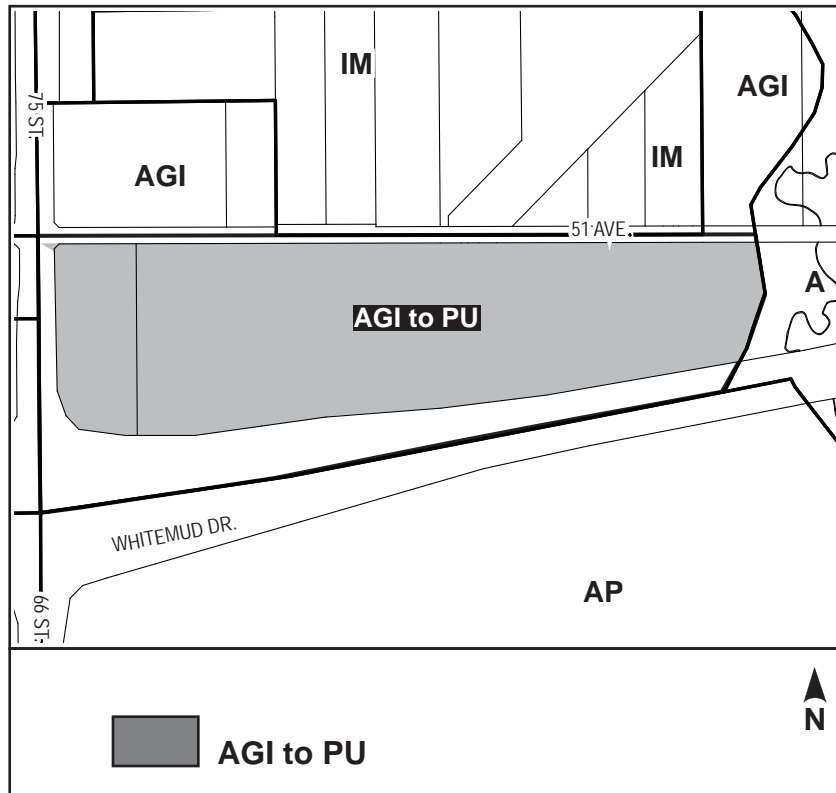 IM
AGI
75 ST.
AGI
IM
51 AVE.
A
AGI to PU
WHITEMUD DR.
AP
66 ST.
N
AGI to PU